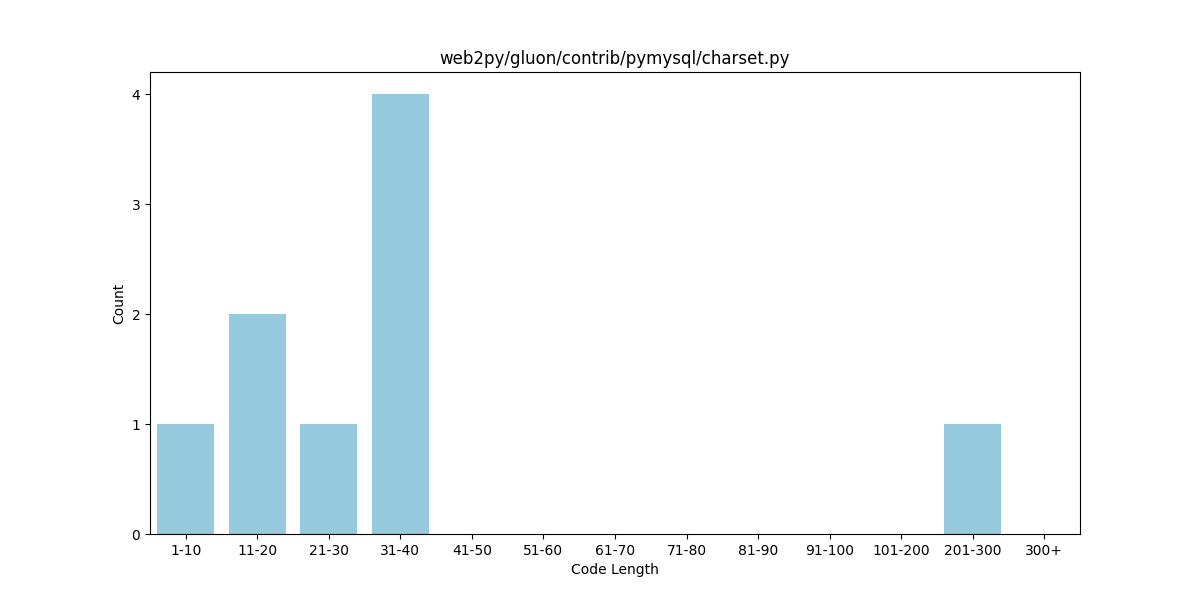 web2py/gluon/contrib/pymysql/charset.py
4
3
2
1
0
Count
1-10 11-20 21-30 31-40 41-50 51-60 61-70 71-80 81-90 91-100 101-200 201-300 300+
Code Length